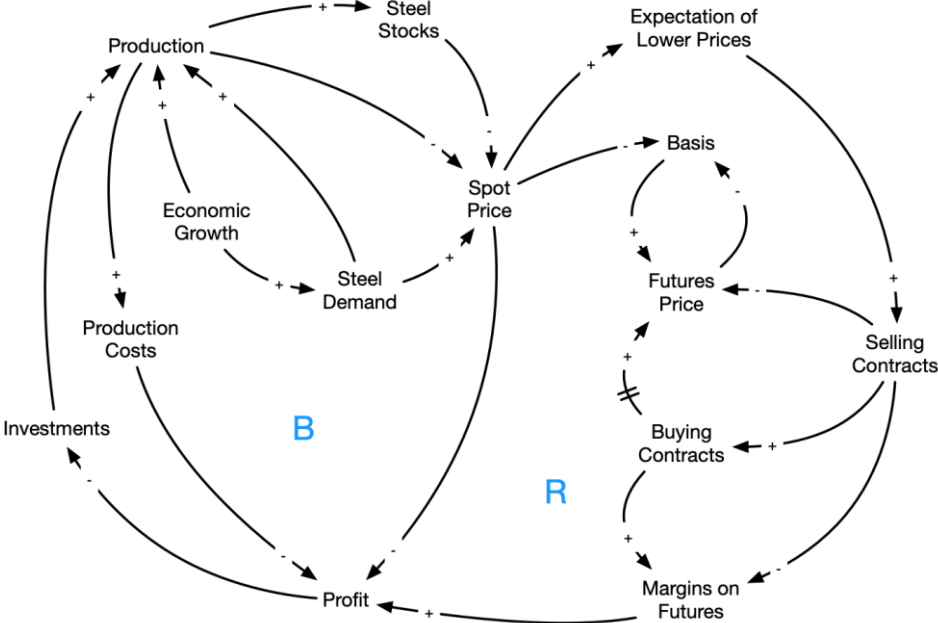 Steel
Stocks
Expectation of
Lower Prices
Production
+
+
+
+
+
-
-
-
Basis
Spot
Price
-
Economic
Growth
+
+
Steel
Demand
+
Futures
Price
-
+
+
Production
Costs
Selling
Contracts
+
Investments
B
Buying
Contracts
+
-
R
+
-
-
-
Profit
Margins on
Futures
+